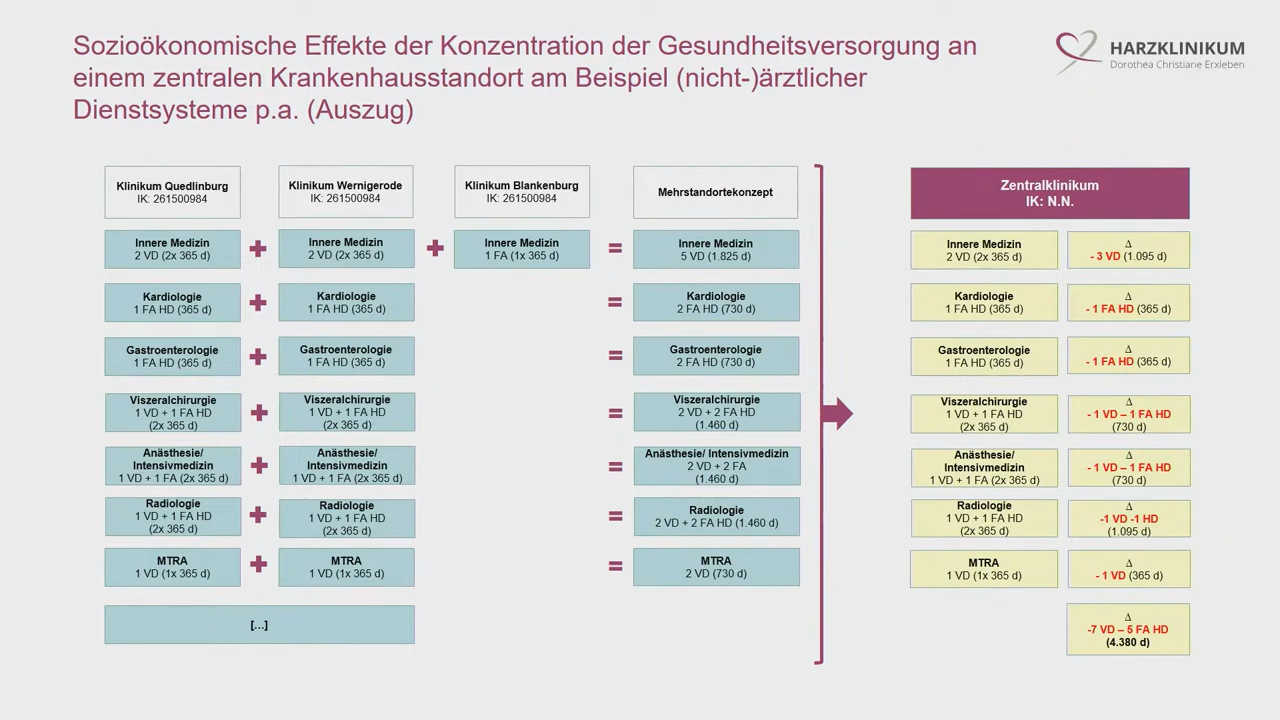 Sozioökonomische Effekte der Konzentration der Gesundheitsversorgung an
einem zentralen Krankenhausstandort am Beispiel (nicht-)ärztlicher
Dienstsysteme p.a. (Auszug)
HARZKLINIKUM
Dorothea Christiane Erxleben
Klinikum Quedlinburg
IK: 261500984
Klinikum Wernigerode
IK: 261500984
Klinikum Blankenburg
IK: 261500984
Mehrstandortekonzept
Zentralklinikum
IK: N.N.
Innere Medizin
2 VD (2x 365 d)
+
Innere Medizin
2 VD (2x 365 d)
+
Innere Medizin
1 FA (1x 365 d)
=
Innere Medizin
5 VD (1.825 d)
Innere Medizin
2 VD (2x 365 d)
Δ
- 3 VD (1.095 d)
Kardiologie
1 FA HD (365 d)
+
Kardiologie
1 FA HD (365 d)
=
Kardiologie
2 FA HD (730 d)
Kardiologie
1 FA HD (365 d)
Δ
- 1 FA HD (365 d)
Gastroenterologie
1 FA HD (365 d)
+
Gastroenterologie
1 FA HD (365 d)
=
Gastroenterologie
2 FA HD (730 d)
Gastroenterologie
1 FA HD (365 d)
Δ
- 1 FA HD (365 d)
Viszeralchirurgie
1 VD + 1 FA HD
(2x 365 d)
+
Viszeralchirurgie
1 VD + 1 FA HD
(2x 365 d)
=
Viszeralchirurgie
2 VD + 2 FA HD
(1.460 d)
Viszeralchirurgie
1 VD + 1 FA HD
(2x 365 d)
Δ
- 1 VD – 1 FA HD
(730 d)
Anästhesie/
Intensivmedizin
1 VD + 1 FA (2x 365 d)
+
Anästhesie/
Intensivmedizin
1 VD + 1 FA (2x 365 d)
=
Anästhesie/ Intensivmedizin
2 VD + 2 FA
(1.460 d)
Anästhesie/
Intensivmedizin
1 VD + 1 FA (2x 365 d)
Δ
- 1 VD – 1 FA HD
(730 d)
Radiologie
1 VD + 1 FA HD
(2x 365 d)
+
Radiologie
1 VD + 1 FA HD
(2x 365 d)
=
Radiologie
2 VD + 2 FA HD (1.460 d)
Radiologie
1 VD + 1 FA HD
(2x 365 d)
Δ
-1 VD -1 HD
(1.095 d)
MTRA
1 VD (1x 365 d)
+
MTRA
1 VD (1x 365 d)
=
MTRA
2 VD (730 d)
MTRA
1 VD (1x 365 d)
Δ
- 1 VD (365 d)
[...]
Δ
-7 VD – 5 FA HD
(4.380 d)